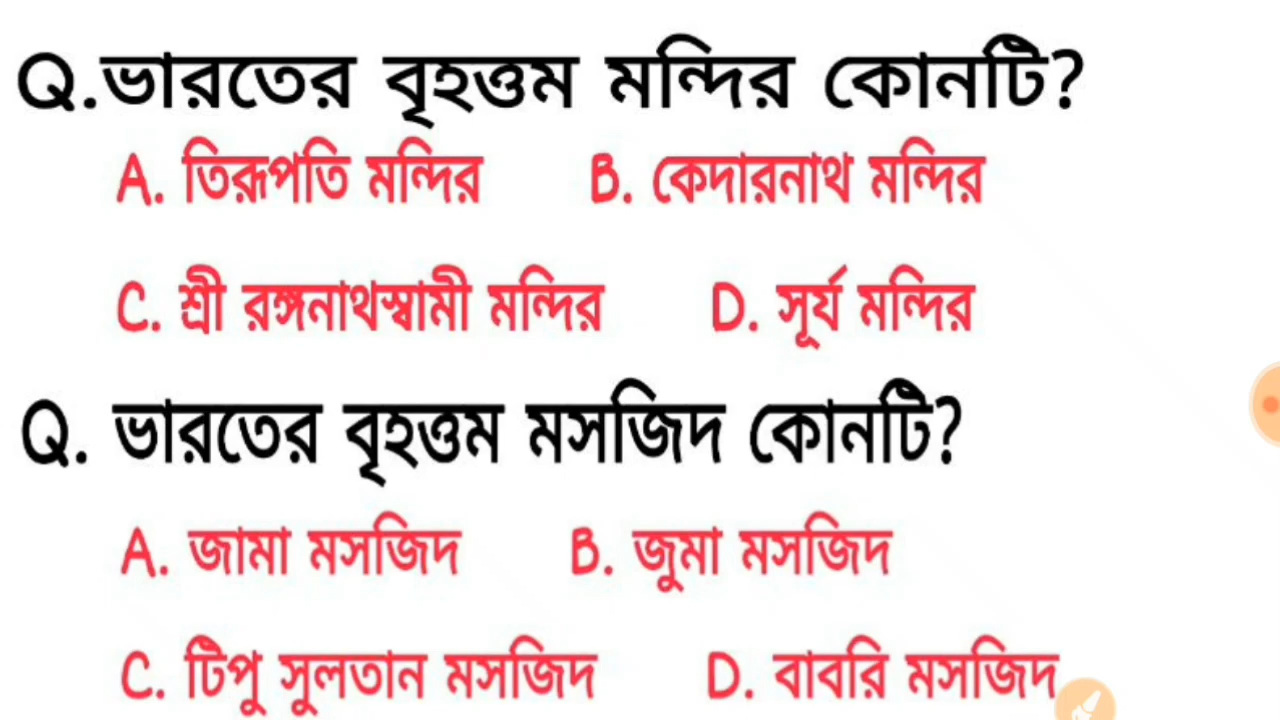 Q.ভারতের বৃহত্তম মন্দির কোনটি?
A. তিরূপতি মন্দির B. কেদারনাথ মন্দির
C. শ্রী রঙ্গনাথস্বামী মন্দির D. সূর্য মন্দির
Q. ভারতের বৃহত্তম মসজিদ কোনটি?
A. জামা মসজিদ B. জুমা মসজিদ
C. টিপু সুলতান মসজিদ D. বাবরি মসজিদ